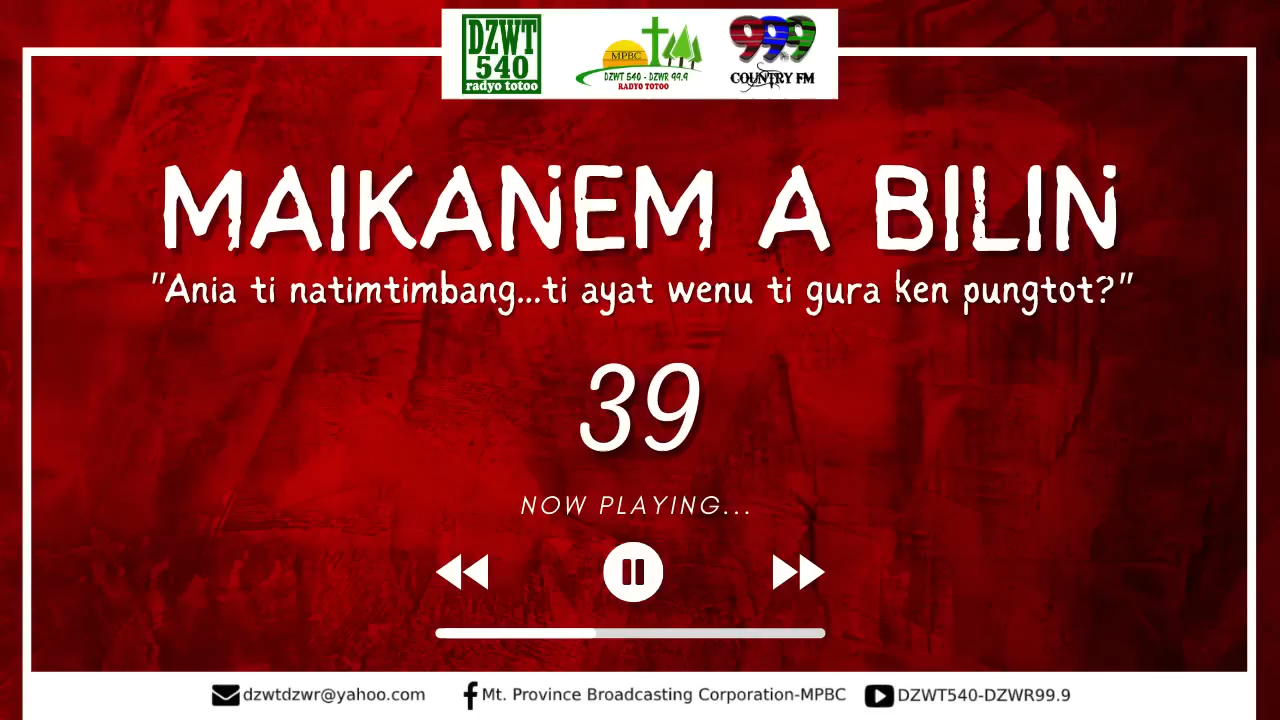 DZWT
540
radyo totoo
MPBC
DZWT 540 - DZWR 99.9
RADYO TOTOO
99.9
COUNTRY FM
MAIKANEM A BILIN
"Ania ti natimtimbang...ti ayat wenu ti gura ken pungtot?"
39
NOW PLAYING...
dzwtdzwr@yahoo.com
Mt. Province Broadcasting Corporation-MPBC
DZWT540-DZWR99.9